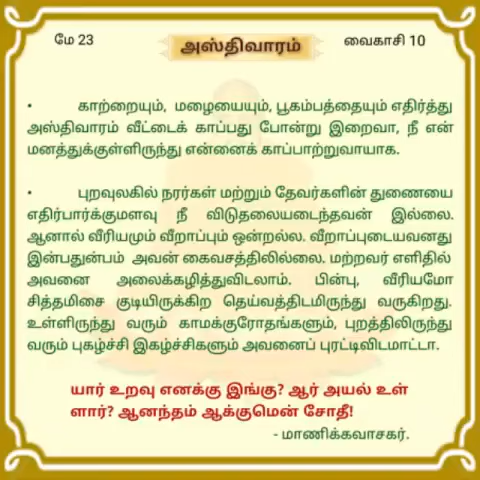 மே 23
அஸ்திவாரம்
வைகாசி 10
• காற்றையும், மழையையும், பூகம்பத்தையும் எதிர்த்து
அஸ்திவாரம் வீட்டைக் காப்பது போன்று இறைவா, நீ என்
மனத்துக்குள்ளிருந்து என்னைக் காப்பாற்றுவாயாக.
• புறவுலகில் நரர்கள் மற்றும் தேவர்களின் துணையை
எதிர்பார்க்குமளவு நீ விடுதலையடைந்தவன் இல்லை.
ஆனால் வீரியமும் வீறாப்பும் ஒன்றல்ல. வீறாப்புடையவனது
இன்பதுன்பம் அவன் கைவசத்திலில்லை. மற்றவர் எளிதில்
அவனை அலைக்கழித்துவிடலாம். பின்பு, வீரியமோ
சித்தமிசை குடியிருக்கிற தெய்வத்திடமிருந்து வருகிறது.
உள்ளிருந்து வரும் காமக்குரோதங்களும், புறத்திலிருந்து
வரும் புகழ்ச்சி இகழ்ச்சிகளும் அவனைப் புரட்டிவிடமாட்டா.
யார் உறவு எனக்கு இங்கு? ஆர் அயல் உள்
ளார்? ஆனந்தம் ஆக்குமென் சோதீ!
- மாணிக்கவாசகர்.